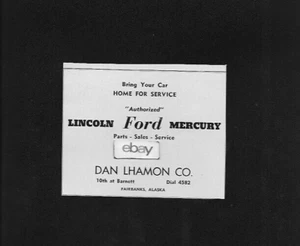 Bring Your Car
HOME FOR SERVICE
"Authorized"
LINCOLN Ford MERCURY
Parts - Sales - Service
ebay
DAN LHAMON CO.
10th at Barnett Dial 4582
FAIRBANKS, ALASKA